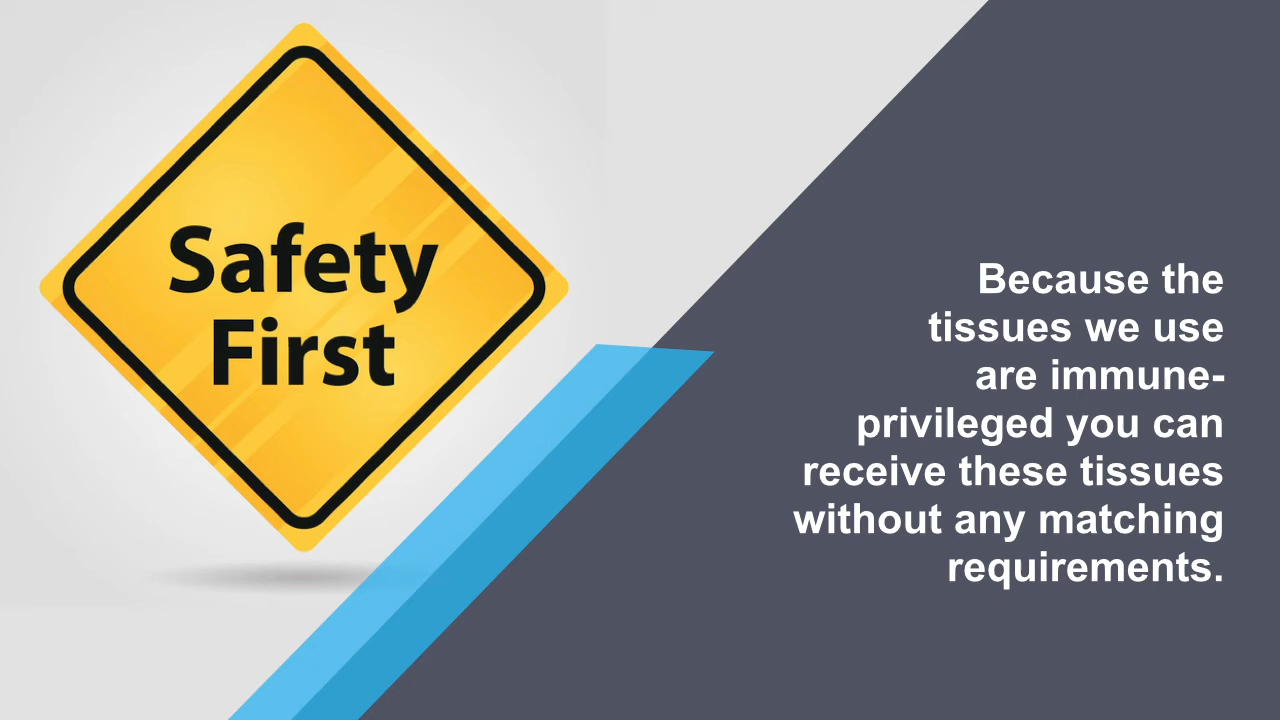 Safety
First
Because the
tissues we use
are immune-
privileged you can
receive these tissues
without any matching
requirements.